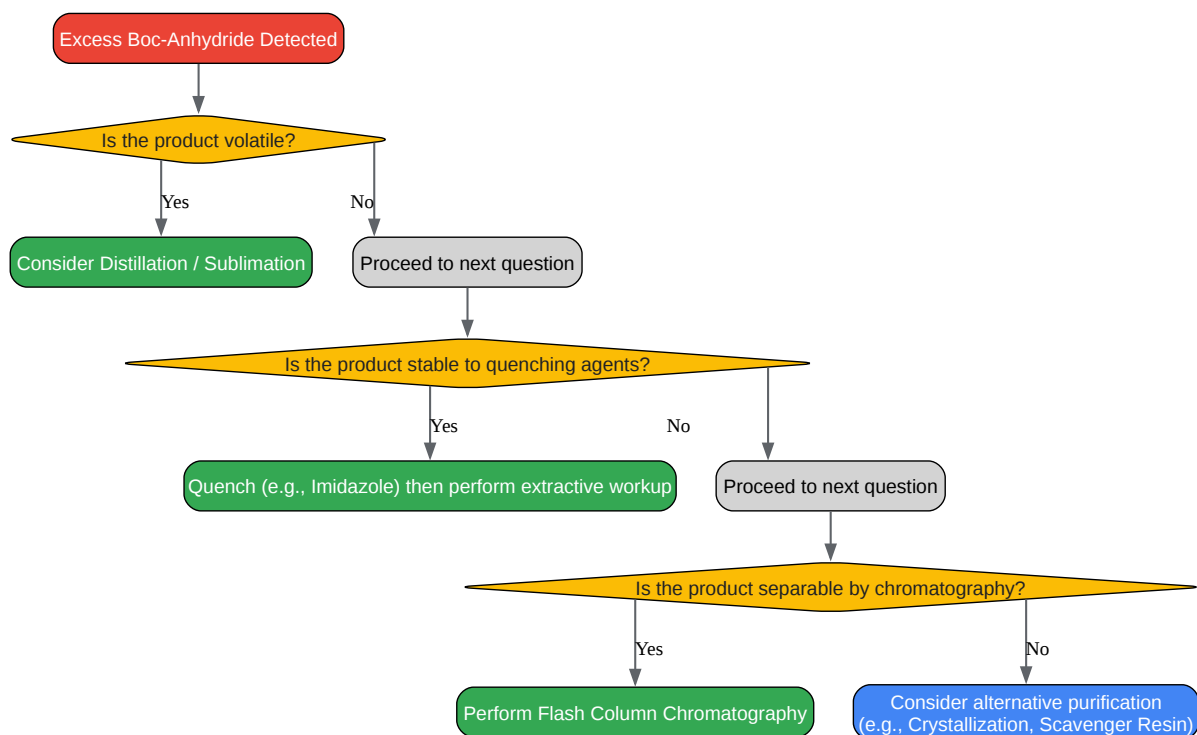 Excess Boc-Anhydride Detected
Is the product volatile?
Yes
No
Consider Distillation / Sublimation
Proceed to next question
Is the product stable to quenching agents?
Yes
No
Quench (e.g., Imidazole) then perform extractive workup
Proceed to next question
Is the product separable by chromatography?
Yes
No
Perform Flash Column Chromatography
Consider alternative purification
(e.g., Crystallization, Scavenger Resin)